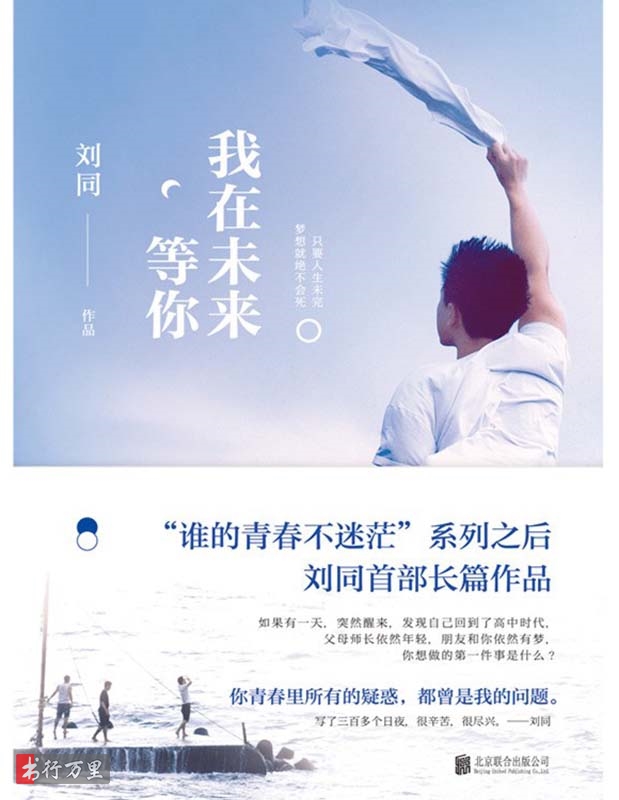 我在未来
等你
刘同
作品
只要人生未完
梦想就绝不会死
“谁的青春不迷茫”系列之后
刘同首部长篇作品
如果有一天，突然醒来，发现自己回到了高中时代，
父母师长依然年轻，朋友和你依然有梦，
你想做的第一件事是什么？
你青春里所有的疑惑，都曾是我的问题。
写了三百多个日夜，很辛苦，很尽兴，——刘同
北京联合出版公司
Beijing United Publishing Co.,Ltd.
书行万里